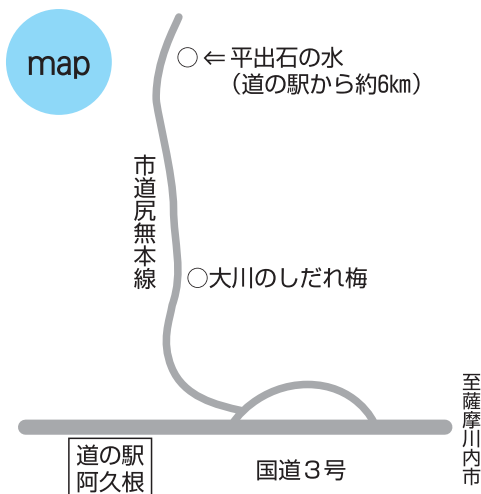 map
○⇐平出石の水
（道の駅から約6㎞）
市道尻無本線
○大川のしだれ梅
至薩摩川内市
道の駅
阿久根
国道３号